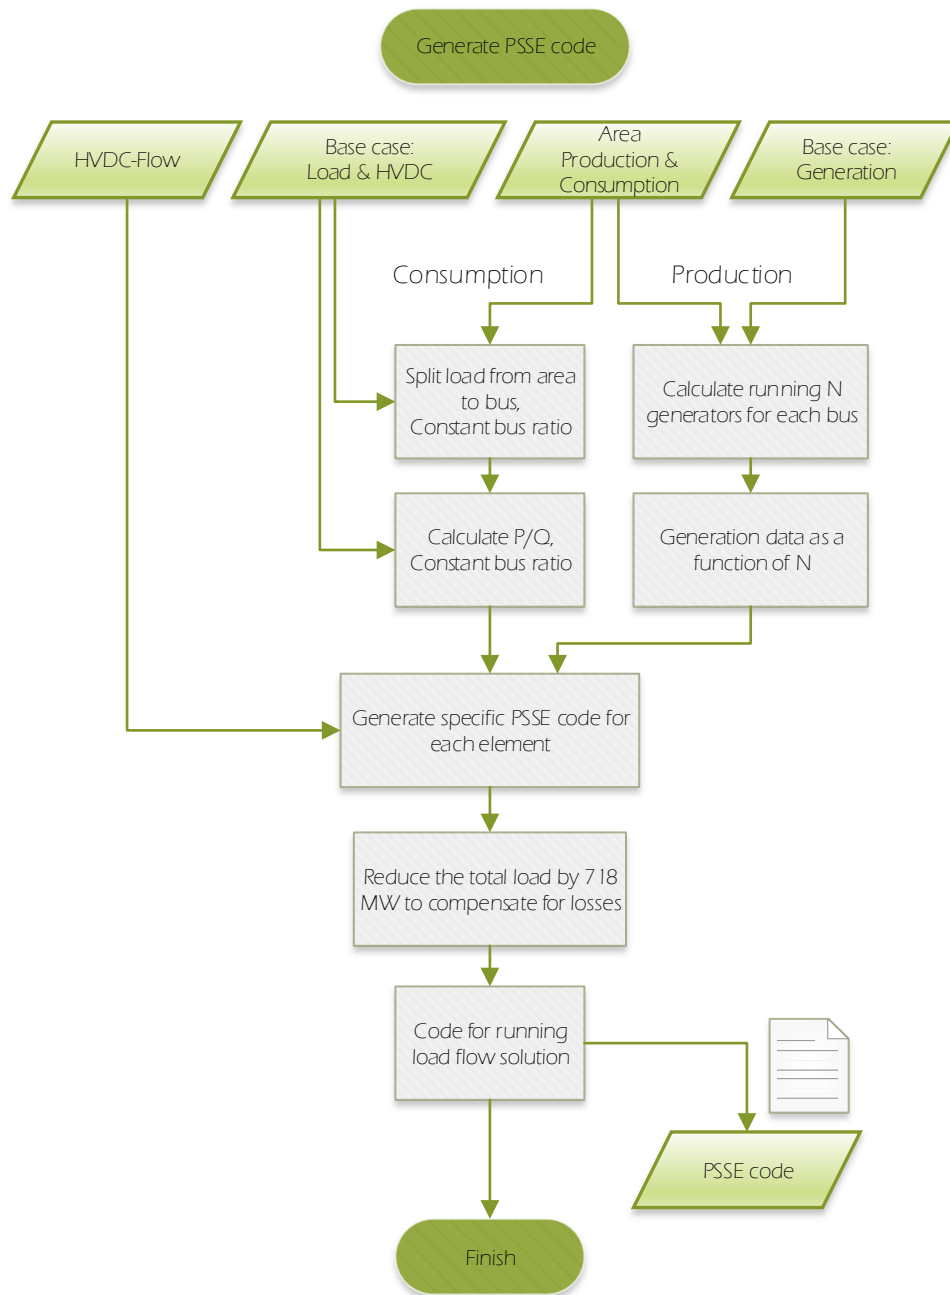 Generate PSSE code
HVDC-Flow
Base case:
Load & HVDC
Area
Production &
Consumption
Base case:
Generation
Consumption
Production
Split load from area
to bus,
Constant bus ratio
Calculate running N
generators for each bus
Calculate P/Q,
Constant bus ratio
Generation data as a
function of N
Generate specific PSSE code for
each element
Reduce the total load by 718
MW to compensate for losses
Code for running
load flow solution
PSSE code
Finish